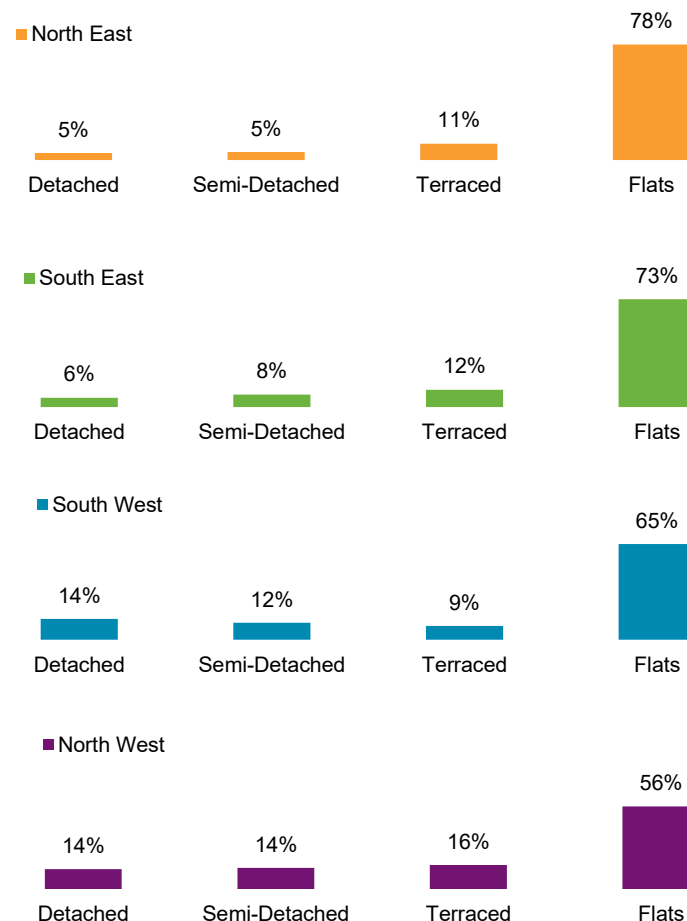 North East
78%
5% 5% 11%
Detached Semi-Detached Terraced Flats
South East
73%
6% 8% 12%
Detached Semi-Detached Terraced Flats
South West
65%
14% 12% 9%
Detached Semi-Detached Terraced Flats
North West
56%
14% 14% 16%
Detached Semi-Detached Terraced Flats